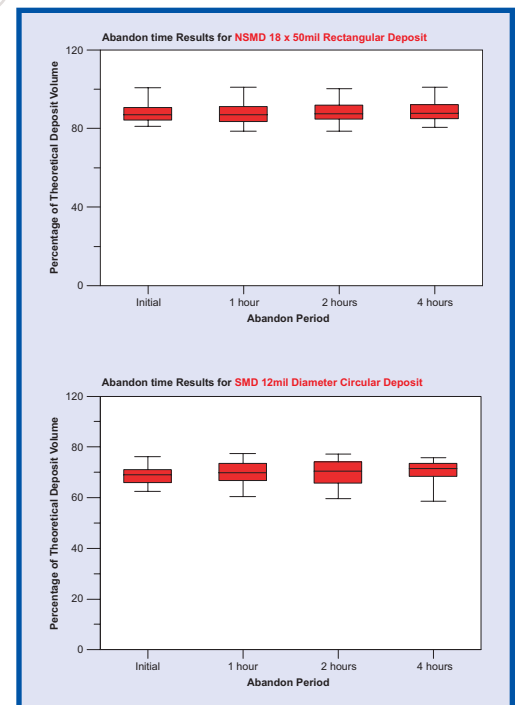 Abandon time Results for NSMD 18 x 50mil Rectangular Deposit
Percentage of Theoretical Deposit Volume
120
80
40
0
Initial 1 hour 2 hours 4 hours
Abandon Period
Abandon time Results for SMD 12mil Diameter Circular Deposit
Percentage of Theoretical Deposit Volume
120
80
60
40
20
0
Initial 1 hour 2 hours 4 hours
Abandon Period